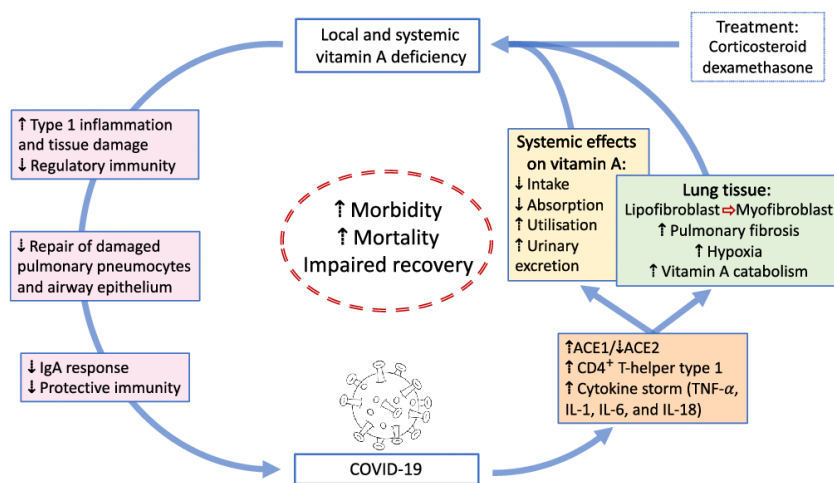 Local and systemic
vitamin A deficiency
Treatment:
Corticosteroid
dexamethasone
↑ Type 1 inflammation
and tissue damage
↓ Regulatory immunity
↓ Repair of damaged
pulmonary pneumocytes
and airway epithelium
↓ IgA response
↓ Protective immunity
↑ Morbidity
↑ Mortality
Impaired recovery
Systemic effects
on vitamin A:
↓ Intake
↓ Absorption
↑ Utilisation
↑ Urinary
excretion
Lung tissue:
Lipofibroblast ⇨ Myofibroblast
↑ Pulmonary fibrosis
↑ Hypoxia
↑ Vitamin A catabolism
↑ACE1/↓ACE2
↑ CD4⁺ T-helper type 1
↑ Cytokine storm (TNF-α,
IL-1, IL-6, and IL-18)
COVID-19